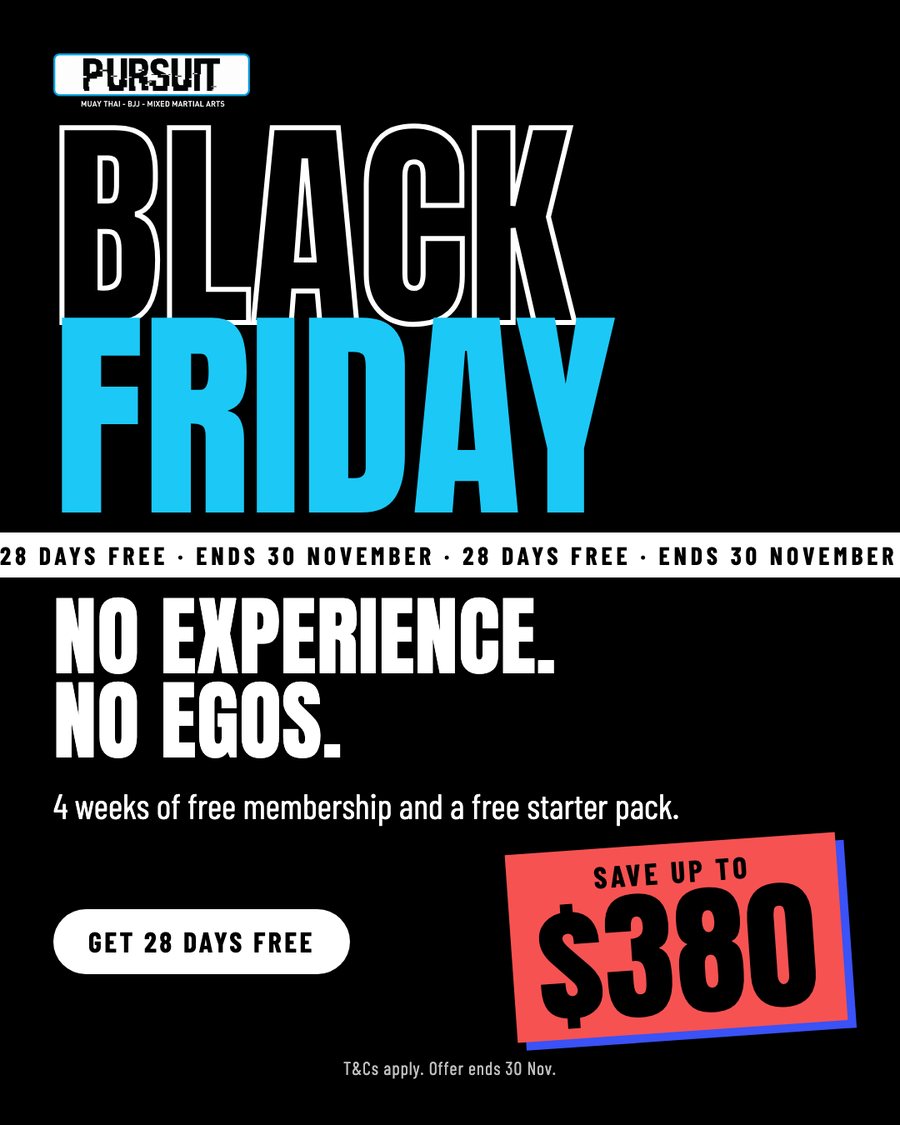 PURSUIT
MUAY THAI - BJJ - MIXED MARTIAL ARTS
BLACK
FRIDAY
28 DAYS FREE · ENDS 30 NOVEMBER · 28 DAYS FREE · ENDS 30 NOVEMBER
NO EXPERIENCE.
NO EGOS.
4 weeks of free membership and a free starter pack.
SAVE UP TO
$380
GET 28 DAYS FREE
T&Cs apply. Offer ends 30 Nov.